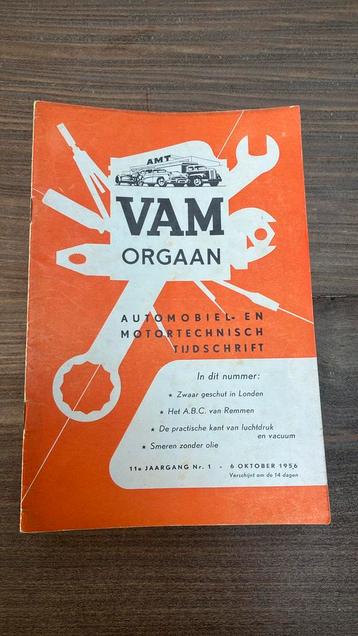 AMT
VAM
ORGAAN
AUTOMOBIEL- EN
MOTORTECHNISCH
TIJDSCHRIFT
In dit nummer:
★ Zwaar geschut in Londen
★ Het A.B.C. van Remmen
★ De practische kant van luchtdruk
en vacuum
★ Smeren zonder olie
11e JAARGANG Nr. 1 - 6 OKTOBER 1956
Verschijnt om de 14 dagen